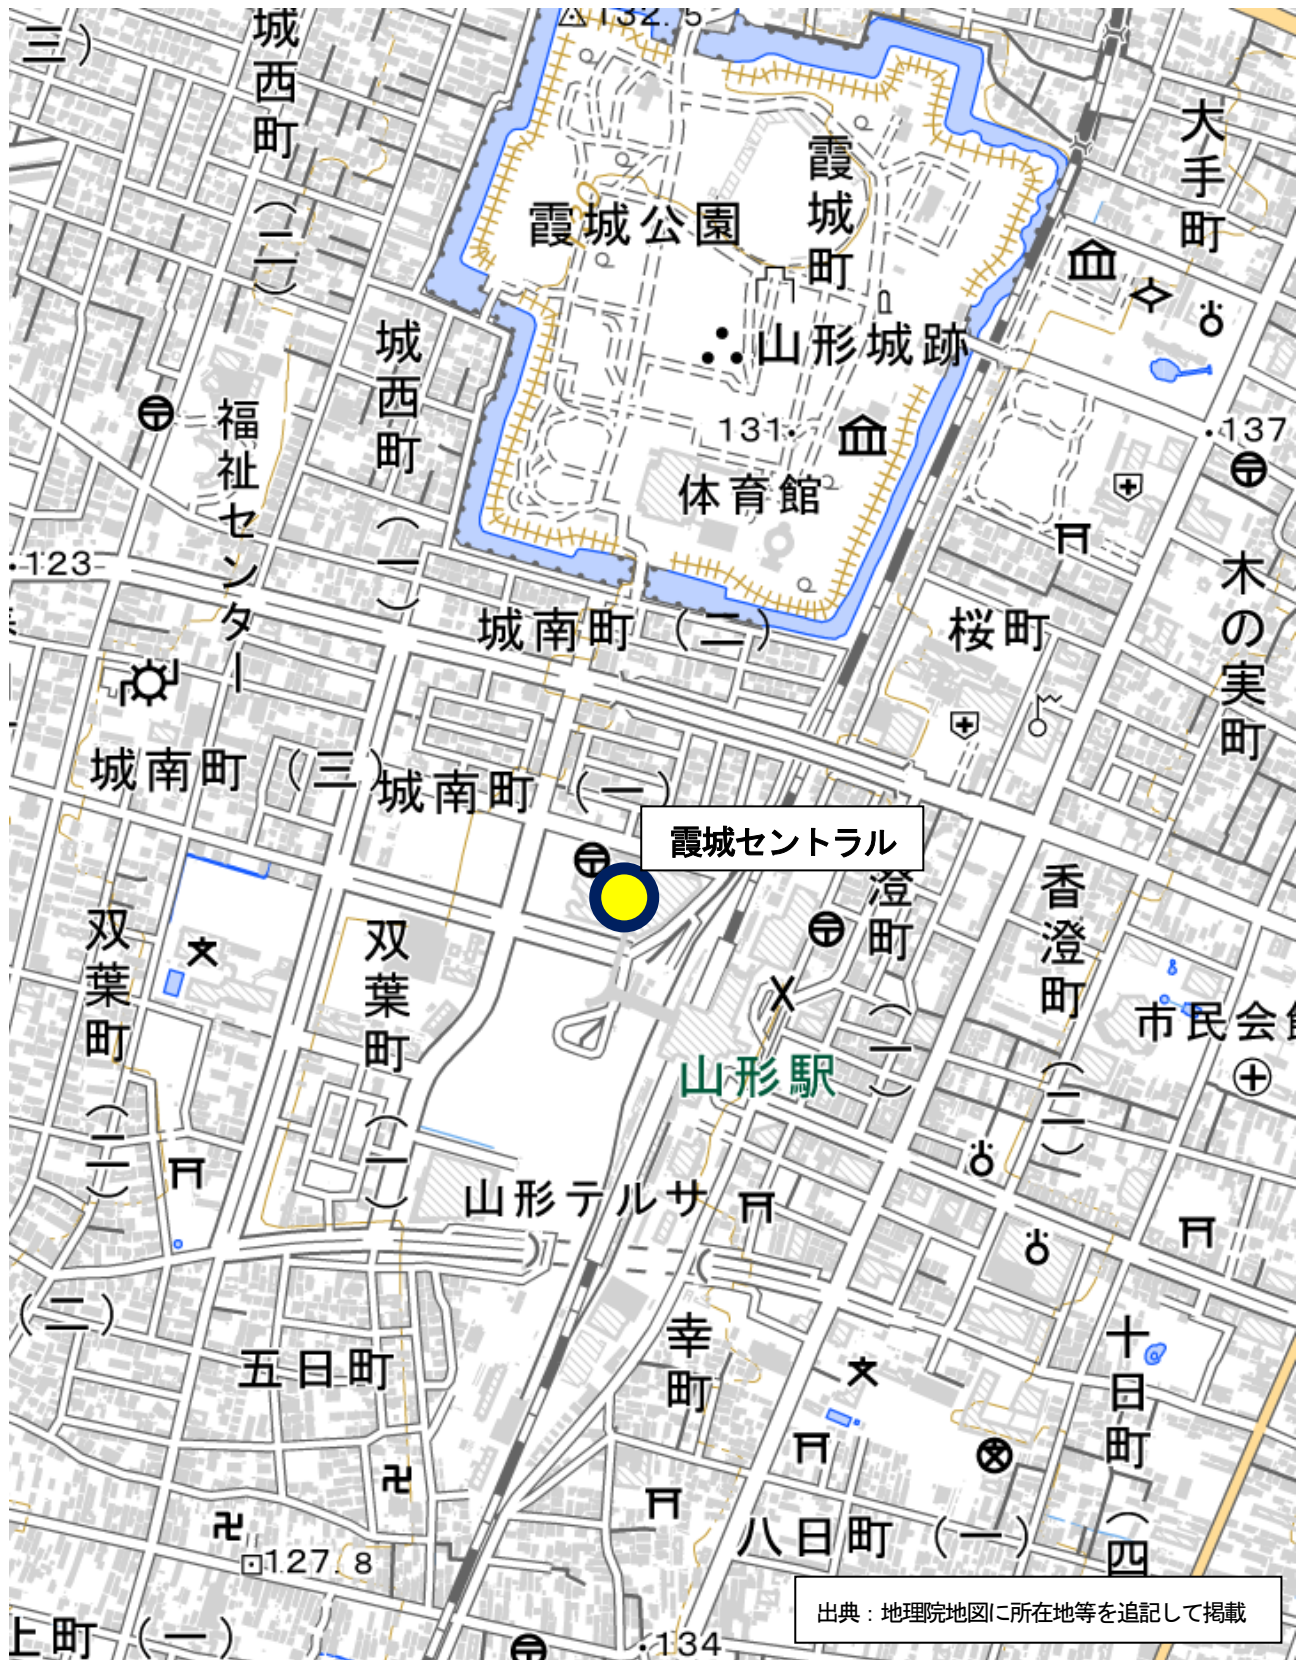 132.5
三）
城西町（二）
大手町
霞城町
霞城公園
山形城跡
城西町（一）
福祉センター
131
137
体育館
123
木の実町
城南町（二）
桜町
城南町（三）
城南町（一）
霞城セントラル
澄町（一）
香澄町（二）
双葉町（二）
双葉町（一）
市民会館
山形駅
山形テルサ
（二）
幸町
十日町（四
五日町
八日町（一）
127.8
出典：地理院地図に所在地等を追記して掲載
上町（一）
134